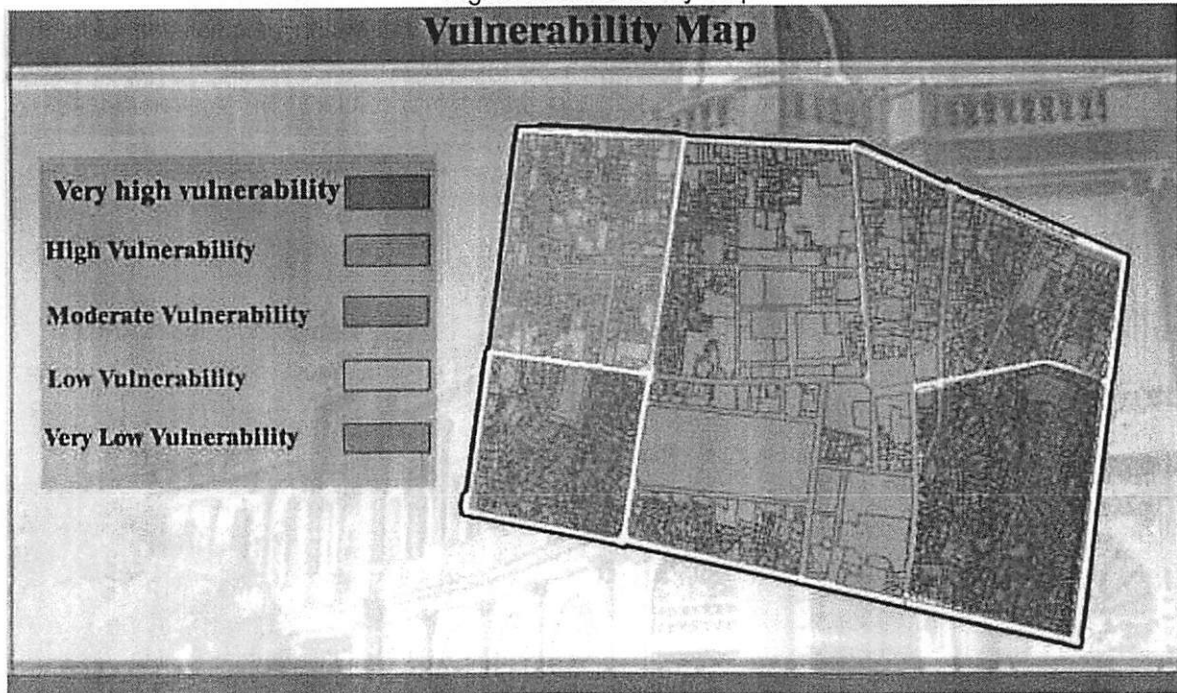 Vulnerability Map
Very high vulnerability
High Vulnerability
Moderate Vulnerability
Low Vulnerability
Very Low Vulnerability